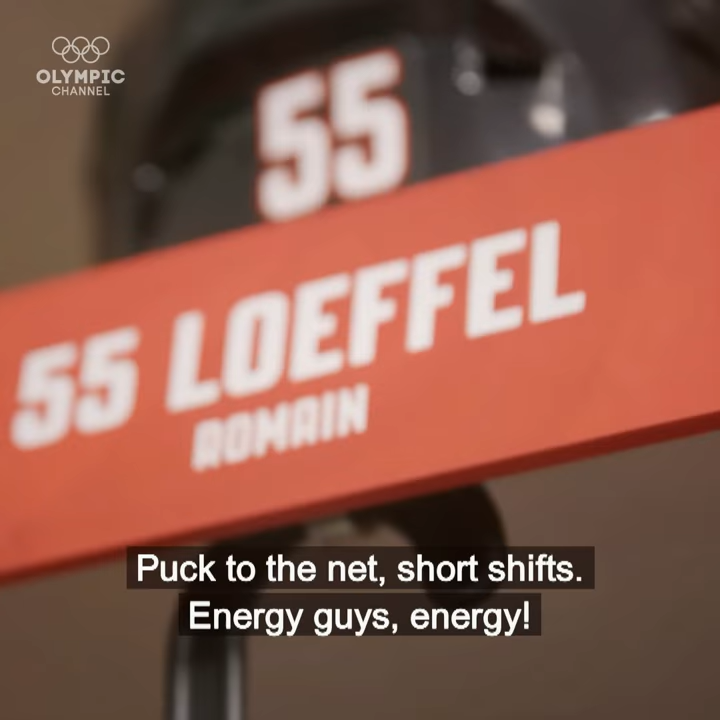 OLYMPIC
CHANNEL
55
55 LOEFFEL
ROMAIN
Puck to the net, short shifts.
Energy guys, energy!